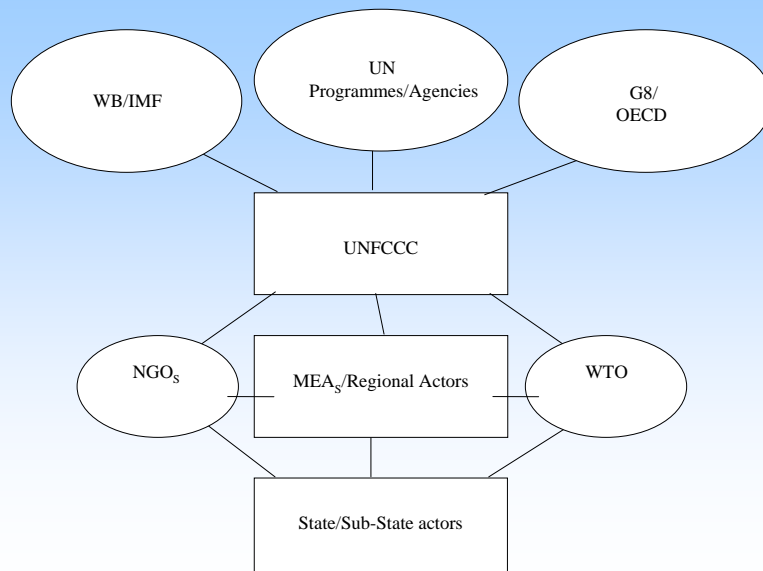 WB/IMF
UN
Programmes/Agencies
G8/
OECD
UNFCCC
NGOs
MEAs/Regional Actors
WTO
State/Sub-State actors